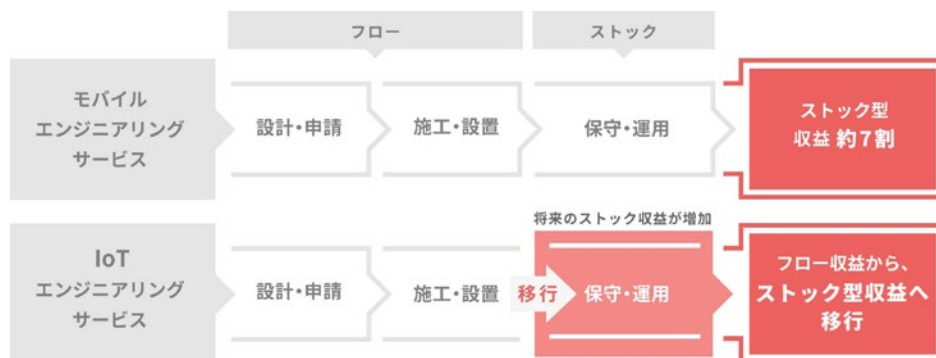 フロー
ストック
モバイル
エンジニアリング
サービス
設計・申請
施工・設置
保守・運用
ストック型
収益 約7割
将来のストック収益が増加
IoT
エンジニアリング
サービス
設計・申請
施工・設置
移行
保守・運用
フロー収益から、
ストック型収益へ
移行